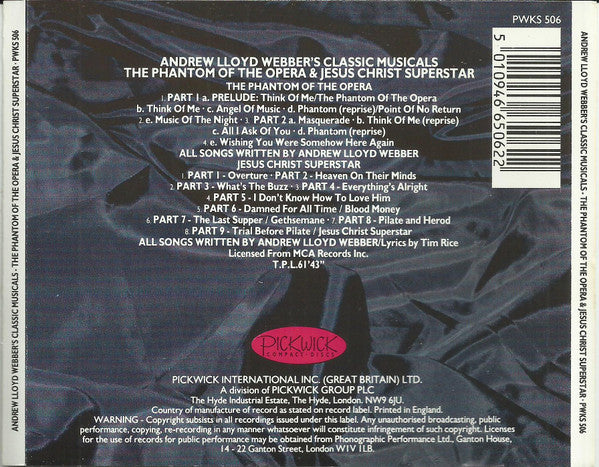 ANDREW LLOYD WEBBER'S CLASSIC MUSICALS · THE PHANTOM OF THE OPERA & JESUS CHRIST SUPERSTAR · PWKS 506
PWKS 506
5 010946 650622
ANDREW LLOYD WEBBER'S CLASSIC MUSICALS
THE PHANTOM OF THE OPERA & JESUS CHRIST SUPERSTAR
THE PHANTOM OF THE OPERA
1. PART 1 a. PRELUDE: Think Of Me/The Phantom Of The Opera
b. Think Of Me · c. Angel Of Music · d. Phantom (reprise)/Point Of No Return
2. e. Music Of The Night · 3. PART 2 a. Masquerade · b. Think Of Me (reprise)
c. All I Ask Of You · d. Phantom (reprise)
4. e. Wishing You Were Somehow Here Again
ALL SONGS WRITTEN BY ANDREW LLOYD WEBBER
JESUS CHRIST SUPERSTAR
1. PART 1 - Overture · PART 2 - Heaven On Their Minds
2. PART 3 - What's The Buzz · 3. PART 4 - Everything's Alright
4. PART 5 - I Don't Know How To Love Him
5. PART 6 - Damned For All Time / Blood Money
6. PART 7 - The Last Supper / Gethsemane · 7. PART 8 - Pilate and Herod
8. PART 9 - Trial Before Pilate / Jesus Christ Superstar
ALL SONGS WRITTEN BY ANDREW LLOYD WEBBER/Lyrics by Tim Rice
Licensed From MCA Records Inc.
T.P.L.61'43"
PICKWICK
COMPACT · DISCS
PICKWICK INTERNATIONAL INC. (GREAT BRITAIN) LTD.
A division of PICKWICK GROUP PLC
The Hyde Industrial Estate, The Hyde, London. NW9 6JU.
Country of manufacture of record as stated on record label. Printed in England.
WARNING - Copyright subsists in all recordings issued under this label. Any unauthorised broadcasting, public
performance, copying, re-recording in any manner whatsoever will constitute infringement of such copyright. Licenses
for the use of records for public performance may be obtained from Phonographic Performance Ltd., Ganton House,
14 - 22 Ganton Street, London W1V 1LB.
ANDREW LLOYD WEBBER'S CLASSIC MUSICALS · THE PHANTOM OF THE OPERA & JESUS CHRIST SUPERSTAR · PWKS 506